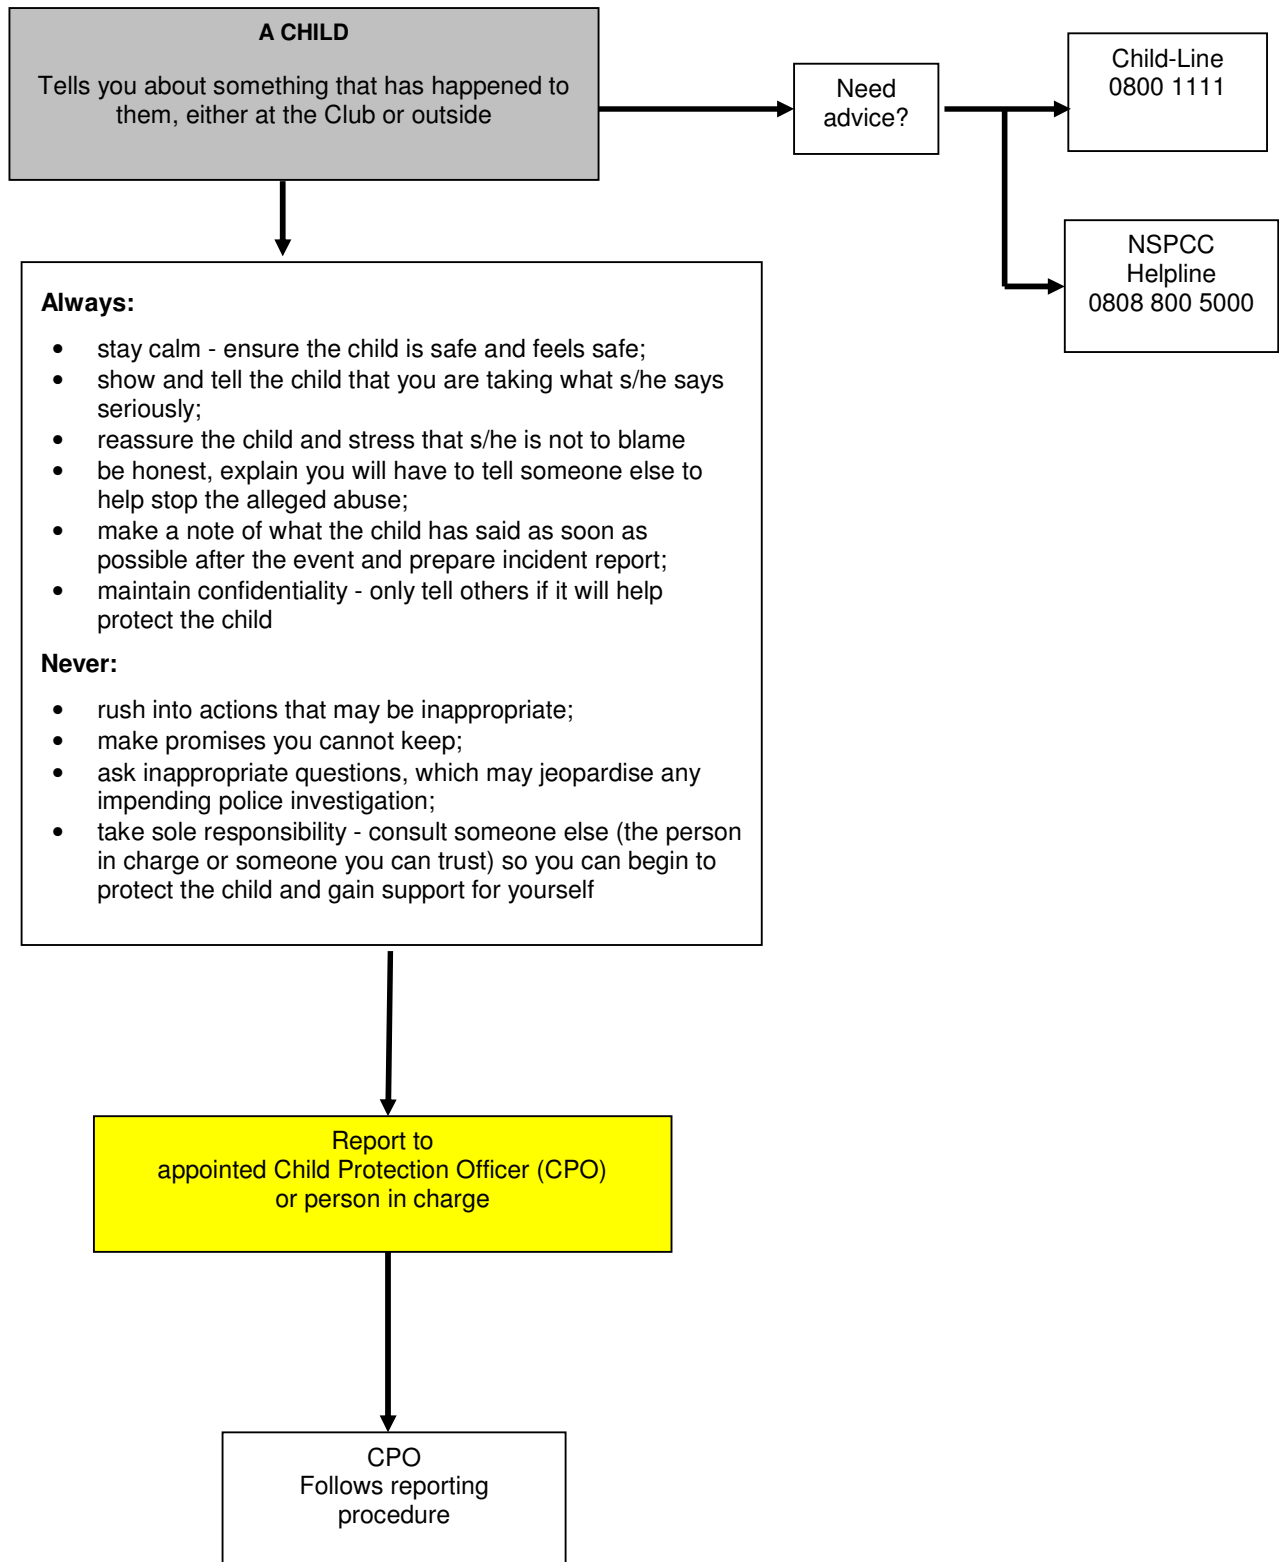 A CHILD
Tells you about something that has happened to
them, either at the Club or outside
Need
advice?
Child-Line
0800 1111
NSPCC
Helpline
0808 800 5000
Always:
• stay calm - ensure the child is safe and feels safe;
• show and tell the child that you are taking what s/he says
seriously;
• reassure the child and stress that s/he is not to blame
• be honest, explain you will have to tell someone else to
help stop the alleged abuse;
• make a note of what the child has said as soon as
possible after the event and prepare incident report;
• maintain confidentiality - only tell others if it will help
protect the child
Never:
• rush into actions that may be inappropriate;
• make promises you cannot keep;
• ask inappropriate questions, which may jeopardise any
impending police investigation;
• take sole responsibility - consult someone else (the person
in charge or someone you can trust) so you can begin to
protect the child and gain support for yourself
Report to
appointed Child Protection Officer (CPO)
or person in charge
CPO
Follows reporting
procedure